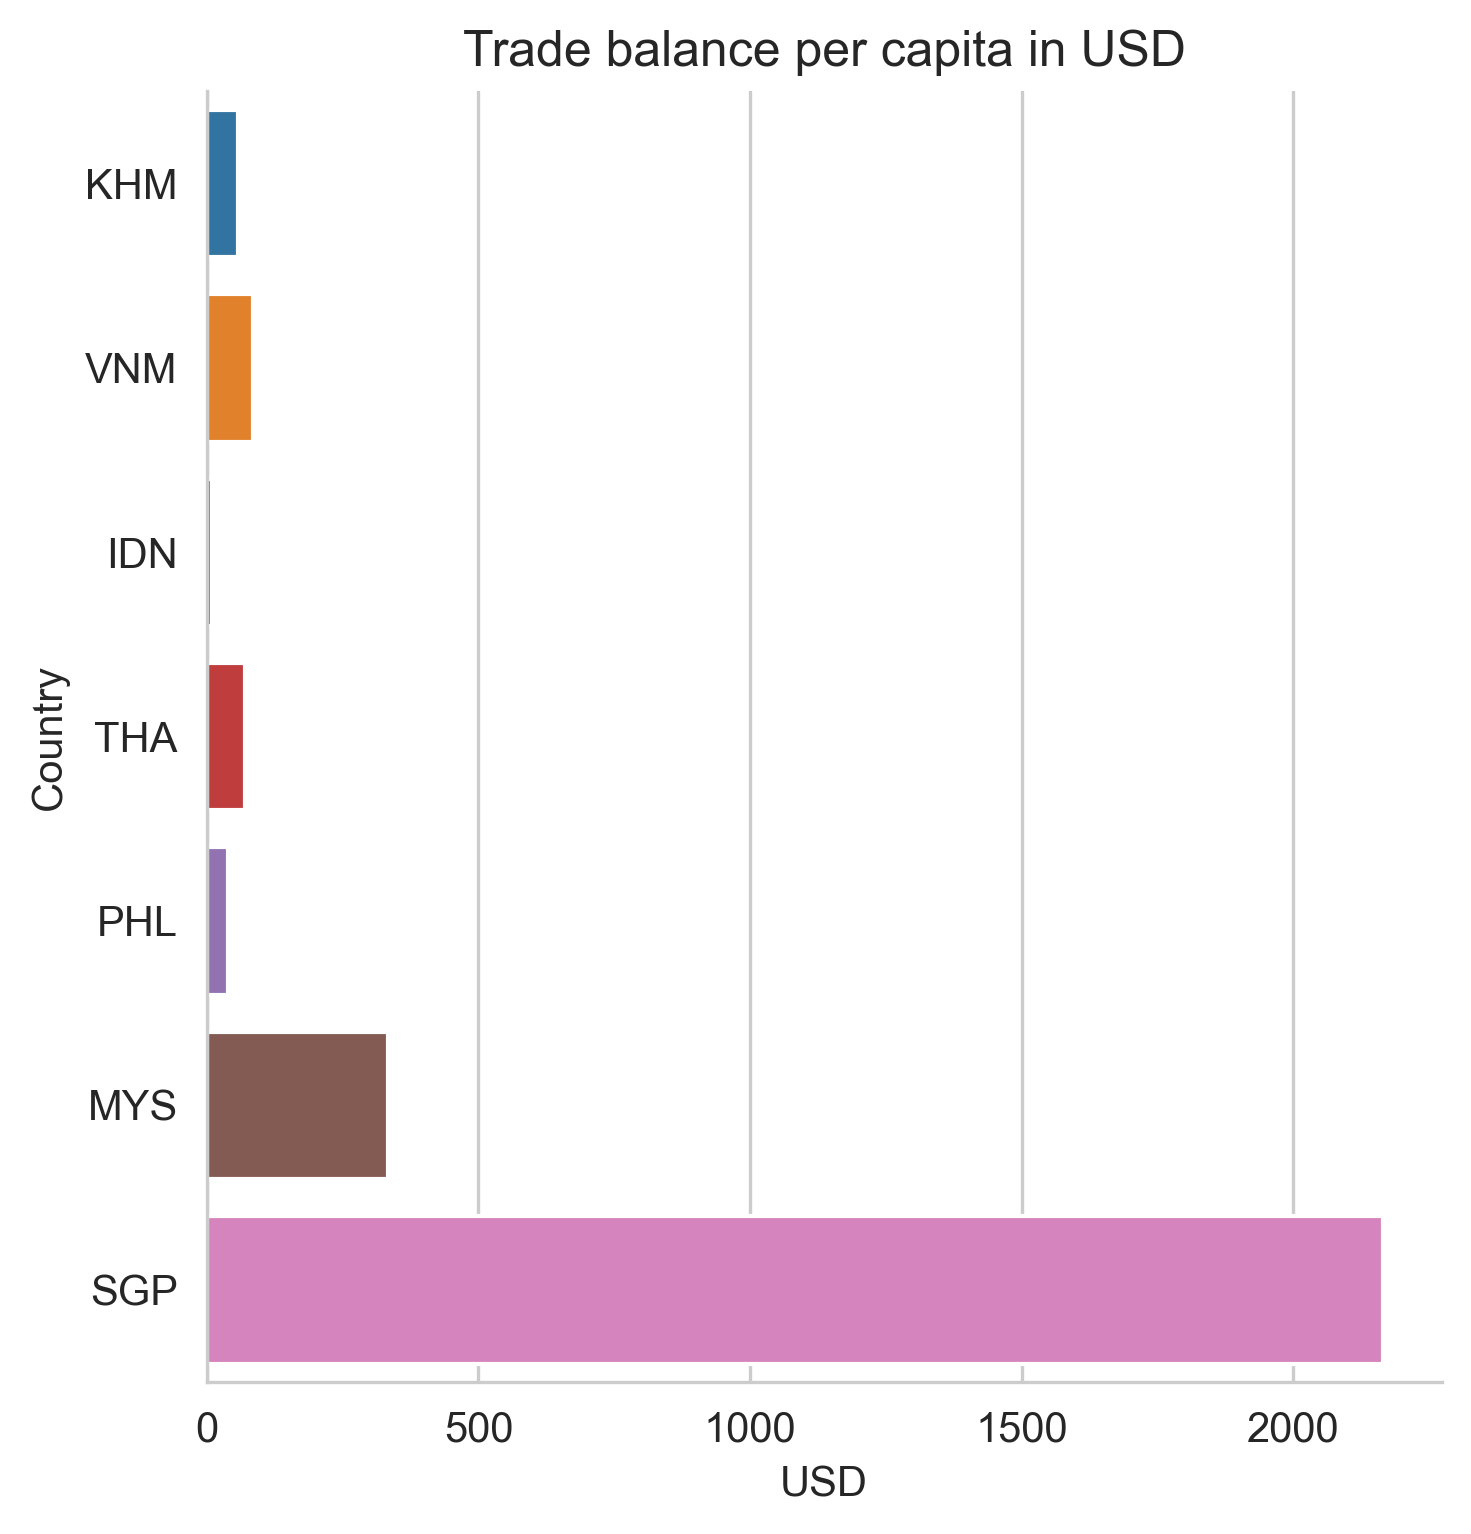 Trade balance per capita in USD
KHM
VNM
IDN
THA
PHL
MYS
SGP
Country
0 500 1000 1500 2000
USD